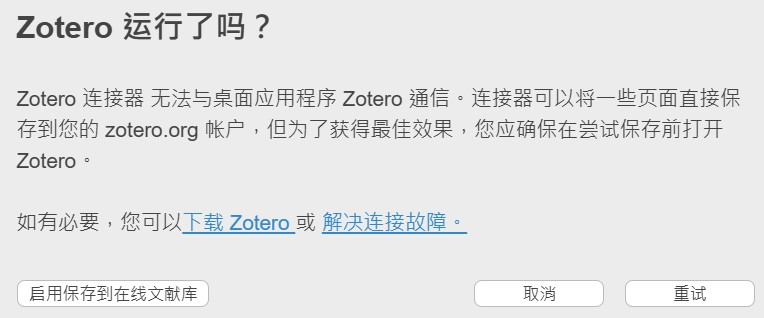 Zotero 运行了吗？
Zotero 连接器 无法与桌面应用程序 Zotero 通信。连接器可以将一些页面直接保
存到您的 zotero.org 帐户，但为了获得最佳效果，您应确保在尝试保存前打开
Zotero。
如有必要，您可以下载 Zotero 或 解决连接故障。
启用保存到在线文献库 取消 重试